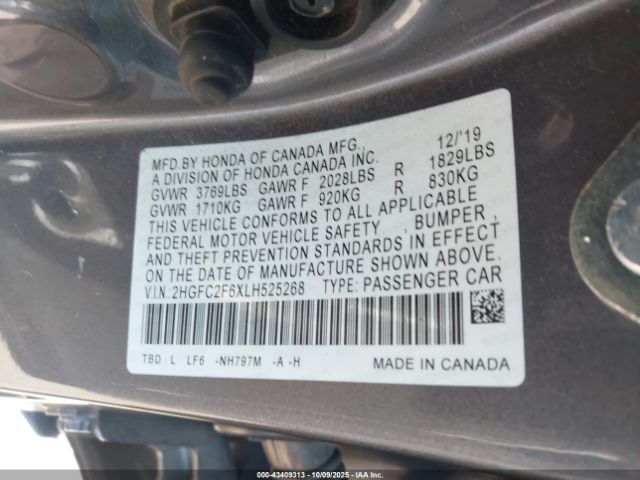 MFD.BY HONDA OF CANADA MFG., 12/'19
A DIVISION OF HONDA CANADA INC.
GVWR 3769LBS GAWR F 2028LBS R 1829LBS
GVWR 1710KG GAWR F 920KG R 830KG
THIS VEHICLE CONFORMS TO ALL APPLICABLE
FEDERAL MOTOR VEHICLE SAFETY , BUMPER ,
AND THEFT PREVENTION STANDARDS IN EFFECT
ON THE DATE OF MANUFACTURE SHOWN ABOVE.
V.I.N.:2HGFC2F6XLH525268 TYPE: PASSENGER CAR
TBD L LF6 -NH797M -A -H MADE IN CANADA
000-43409313 - 10/09/2025 - IAAI.com